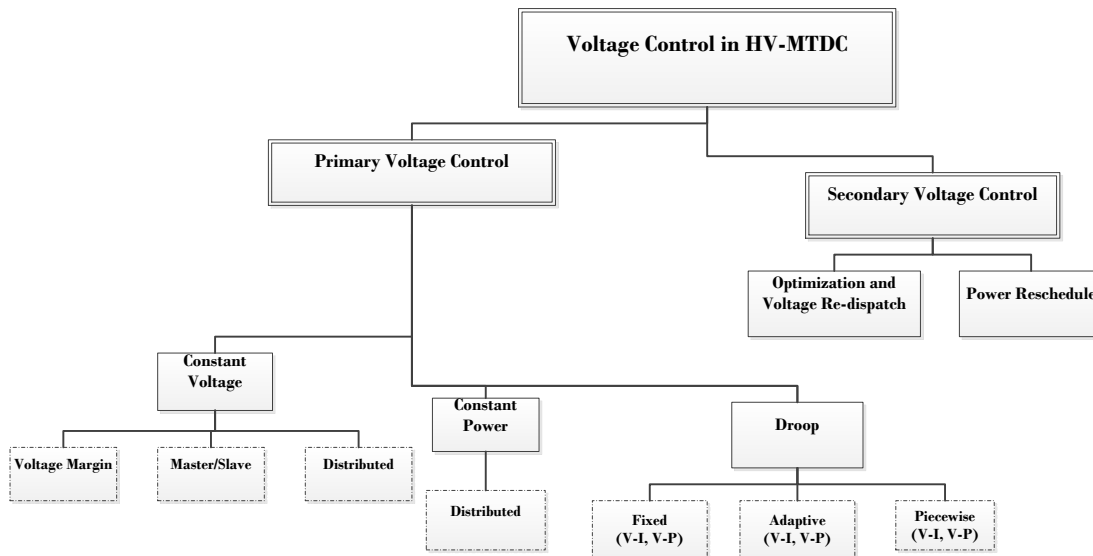 Voltage Control in HV-MTDC
Primary Voltage Control
Secondary Voltage Control
Optimization and
Voltage Re-dispatch
Power Reschedule
Constant
Voltage
Constant
Power
Droop
Voltage Margin
Master/Slave
Distributed
Distributed
Fixed
(V-I, V-P)
Adaptive
(V-I, V-P)
Piecewise
(V-I, V-P)